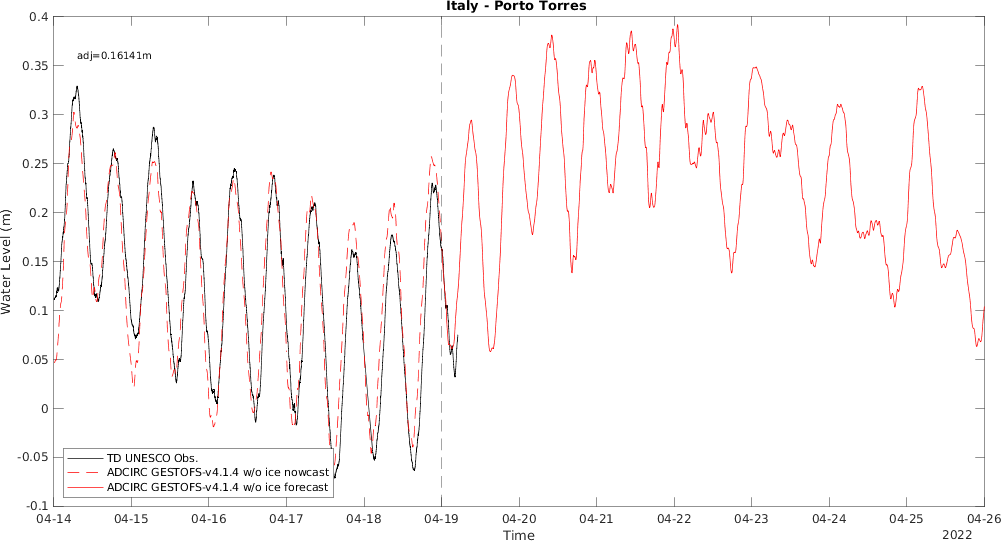 Italy - Porto Torres
adj=0.16141m
0.4
0.35
0.3
0.25
0.2
0.15
0.1
0.05
0
-0.05
-0.1
Water Level (m)
TD UNESCO Obs.
ADCIRC GESTOFS-v4.1.4 w/o ice nowcast
ADCIRC GESTOFS-v4.1.4 w/o ice forecast
04-14 04-15 04-16 04-17 04-18 04-19 04-20 04-21 04-22 04-23 04-24 04-25 04-26
Time
2022